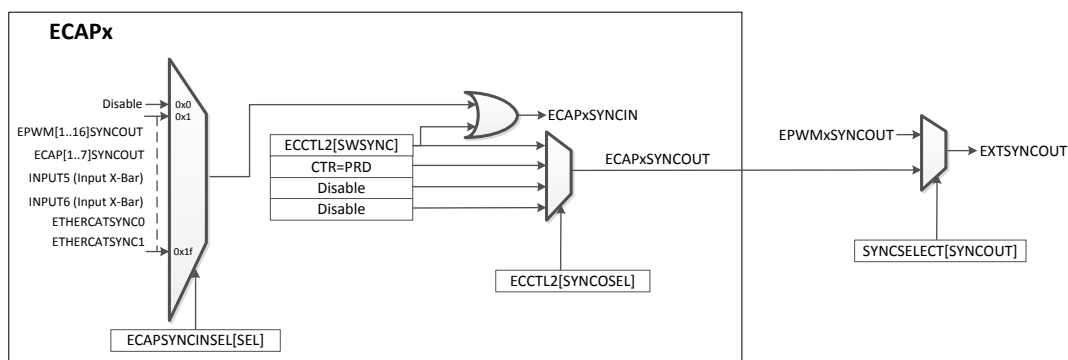 ECAPx
Disable
0x0
0x1
EPWM[1..16]SYNCOUT
ECAP[1..7]SYNCOUT
INPUT5 (Input X-Bar)
INPUT6 (Input X-Bar)
ETHERCATSYNC0
ETHERCATSYNC1
0x1f
ECAPSYNCINSEL[SEL]
ECAPxSYNCIN
ECCTL2[SWSYNC]
CTR=PRD
Disable
Disable
ECAPxSYNCOUT
ECCTL2[SYNCOSEL]
EPWMxSYNCOUT
EXTSYNCOUT
SYNCSELECT[SYNCOUT]